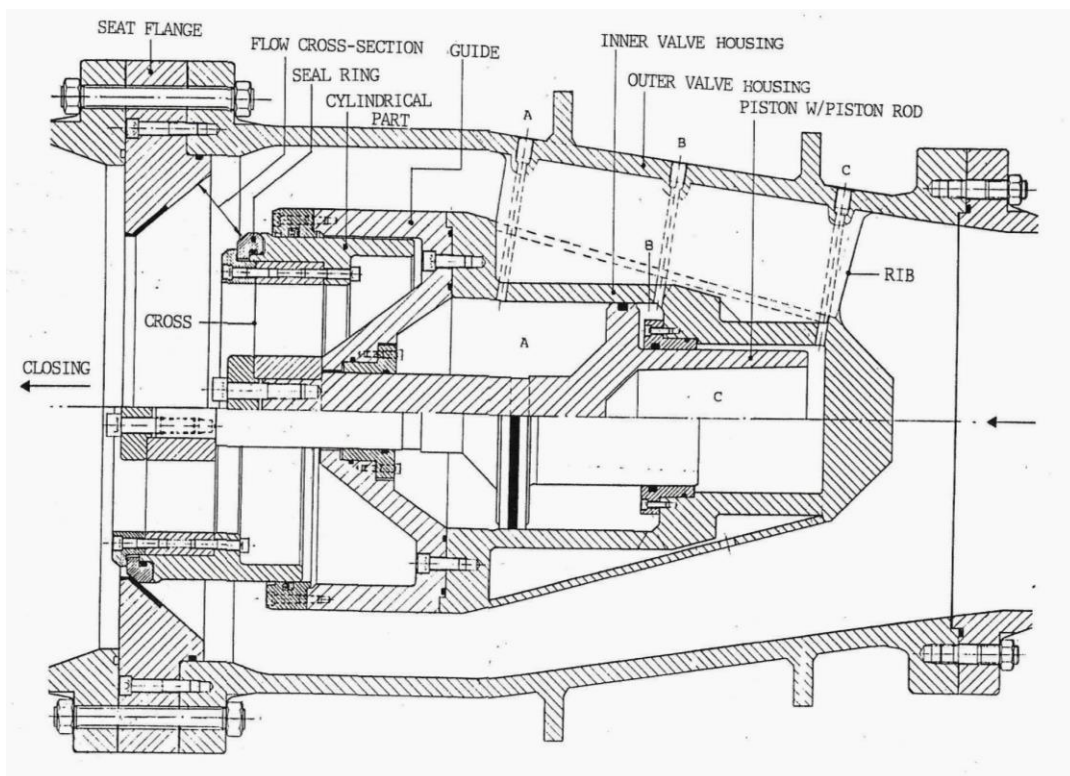 SEAT FLANGE
FLOW CROSS-SECTION
SEAL RING
CYLINDRICAL
PART
GUIDE
INNER VALVE HOUSING
OUTER VALVE HOUSING
PISTON W/PISTON ROD
A
B
C
B
RIB
A
CROSS
CLOSING
C